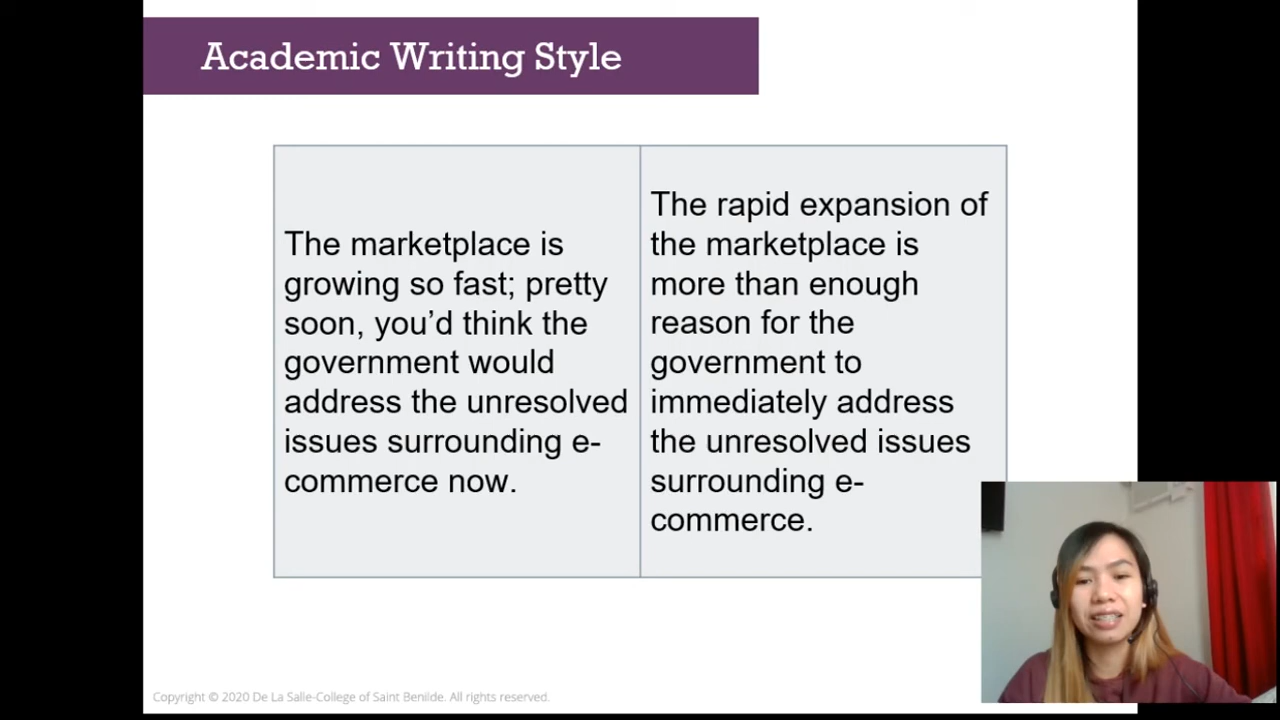 Academic Writing Style
The marketplace is
growing so fast; pretty
soon, you’d think the
government would
address the unresolved
issues surrounding e-
commerce now.
The rapid expansion of
the marketplace is
more than enough
reason for the
government to
immediately address
the unresolved issues
surrounding e-
commerce.
Copyright © 2020 De La Salle-College of Saint Benilde. All rights reserved.